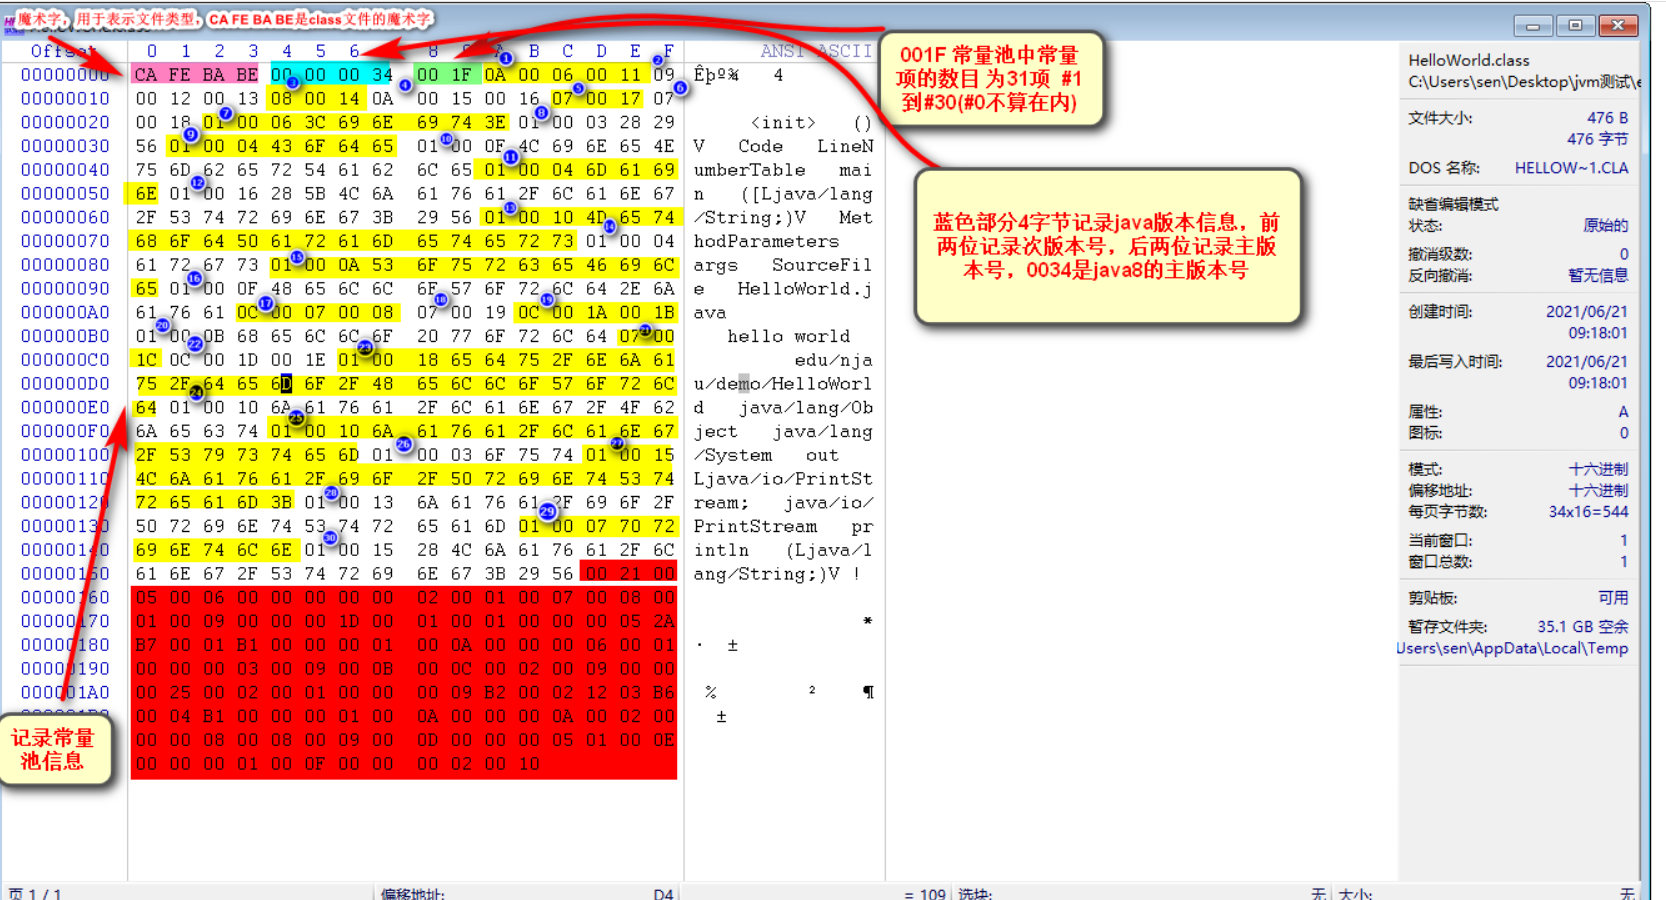 魔术字，用于表示文件类型，CA FE BA BE是class文件的魔术字
Offset 0 1 2 3 4 5 6 8 A B C D E F ANSI ASCII
00000000 CA FE BA BE 00 00 00 34 00 1F 0A 00 06 00 11 09 Êþº¾ 4
00000010 00 12 00 13 08 00 14 0A 00 15 00 16 07 00 17 07
00000020 00 18 01 00 06 3C 69 6E 69 74 3E 01 00 03 28 29 <init> ()
00000030 56 01 00 04 43 6F 64 65 01 00 0F 4C 69 6E 65 4E V Code LineN
00000040 75 6D 62 65 72 54 61 62 6C 65 01 00 04 6D 61 69 umberTable mai
00000050 6E 01 00 16 28 5B 4C 6A 61 76 61 2F 6C 61 6E 67 n ([Ljava/lang
00000060 2F 53 74 72 69 6E 67 3B 29 56 01 00 10 4D 65 74 /String;)V Met
00000070 68 6F 64 50 61 72 61 6D 65 74 65 72 73 01 00 04 hodParameters
00000080 61 72 67 73 01 00 0A 53 6F 75 72 63 65 46 69 6C args SourceFil
00000090 65 01 00 0F 48 65 6C 6C 6F 57 6F 72 6C 64 2E 6A e HelloWorld.j
000000A0 61 76 61 0C 00 07 00 08 07 00 19 0C 00 1A 00 1B ava
000000B0 01 00 0B 68 65 6C 6C 6F 20 77 6F 72 6C 64 07 00 hello world
000000C0 1C 0C 00 1D 00 1E 01 00 18 65 64 75 2F 6E 6A 61 edu/nja
000000D0 75 2F 64 65 6D 6F 2F 48 65 6C 6C 6F 57 6F 72 6C u/demo/HelloWorl
000000E0 64 01 00 10 6A 61 76 61 2F 6C 61 6E 67 2F 4F 62 d java/lang/Ob
000000F0 6A 65 63 74 01 00 10 6A 61 76 61 2F 6C 61 6E 67 ject java/lang
00000100 2F 53 79 73 74 65 6D 01 00 03 6F 75 74 01 00 15 /System out
00000110 4C 6A 61 76 61 2F 69 6F 2F 50 72 69 6E 74 53 74 Ljava/io/PrintSt
00000120 72 65 61 6D 3B 01 00 13 6A 61 76 61 2F 69 6F 2F ream; java/io/
00000130 50 72 69 6E 74 53 74 72 65 61 6D 01 00 07 70 72 PrintStream pr
00000140 69 6E 74 6C 6E 01 00 15 28 4C 6A 61 76 61 2F 6C intln (Ljava/l
00000150 61 6E 67 2F 53 74 72 69 6E 67 3B 29 56 00 21 00 ang/String;)V !
00000160 05 00 06 00 00 00 00 00 02 00 01 00 07 00 08 00
00000170 01 00 09 00 00 00 1D 00 01 00 01 00 00 00 05 2A *
00000180 B7 00 01 B1 00 00 00 01 00 0A 00 00 00 06 00 01 · ±
00000190 00 00 00 03 00 09 00 0B 00 0C 00 02 00 09 00 00
000001A0 00 25 00 02 00 01 00 00 00 09 B2 00 02 12 03 B6 % ² ¶
000001B0 00 04 B1 00 00 00 01 00 0A 00 00 00 0A 00 02 00 ±
00 00 08 00 08 00 09 00 0D 00 00 00 05 01 00 0E
00 00 00 01 00 0F 00 00 00 02 00 10
001F 常量池中常量
项的数目 为31项 #1
到#30(#0不算在内)
蓝色部分4字节记录java版本信息，前
两位记录次版本号，后两位记录主版
本号，0034是java8的主版本号
记录常量
池信息
HelloWorld.class
C:\Users\sen\Desktop\jvm测试\e
文件大小: 476 B
476 字节
DOS 名称: HELLOW~1.CLA
缺省编辑模式
状态: 原始的
撤消级数: 0
反向撤消: 暂无信息
创建时间: 2021/06/21
09:18:01
最后写入时间: 2021/06/21
09:18:01
属性: A
图标: 0
模式: 十六进制
偏移地址: 十六进制
每页字节数: 34x16=544
当前窗口: 1
窗口总数: 1
剪贴板: 可用
暂存文件夹: 35.1 GB 空余
Users\sen\AppData\Local\Temp
页 1 / 1 偏移地址: D4 = 109 选块: 无 大小: 无